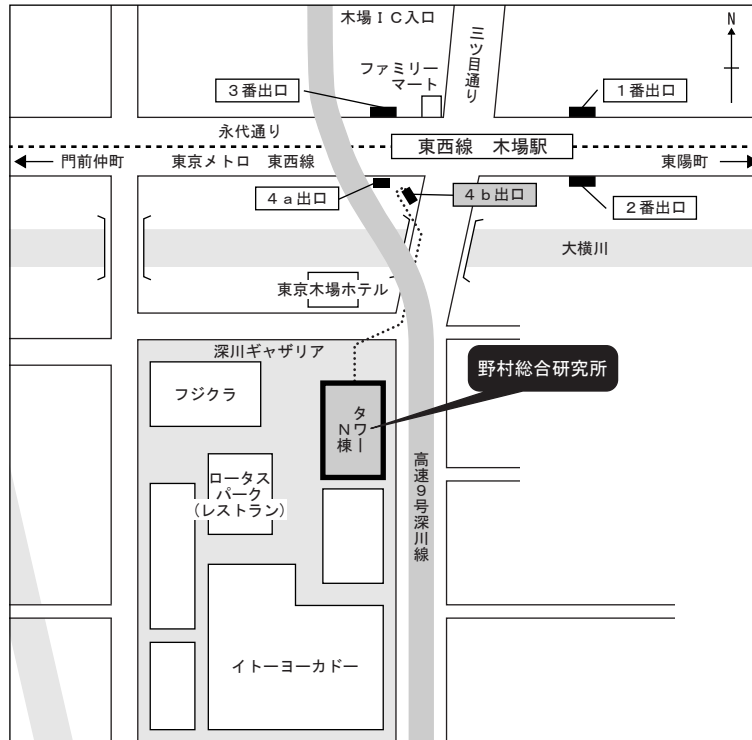 木場ＩＣ入口
N
三ツ目通り
ファミリー
マート
３番出口
１番出口
永代通り
東西線　木場駅
門前仲町
東京メトロ　東西線
東陽町
４ａ出口
４ｂ出口
２番出口
大横川
東京木場ホテル
深川ギャザリア
野村総合研究所
フジクラ
タワー
Ｎ棟
高速９号深川線
ロータス
パーク
（レストラン）
イトーヨーカドー